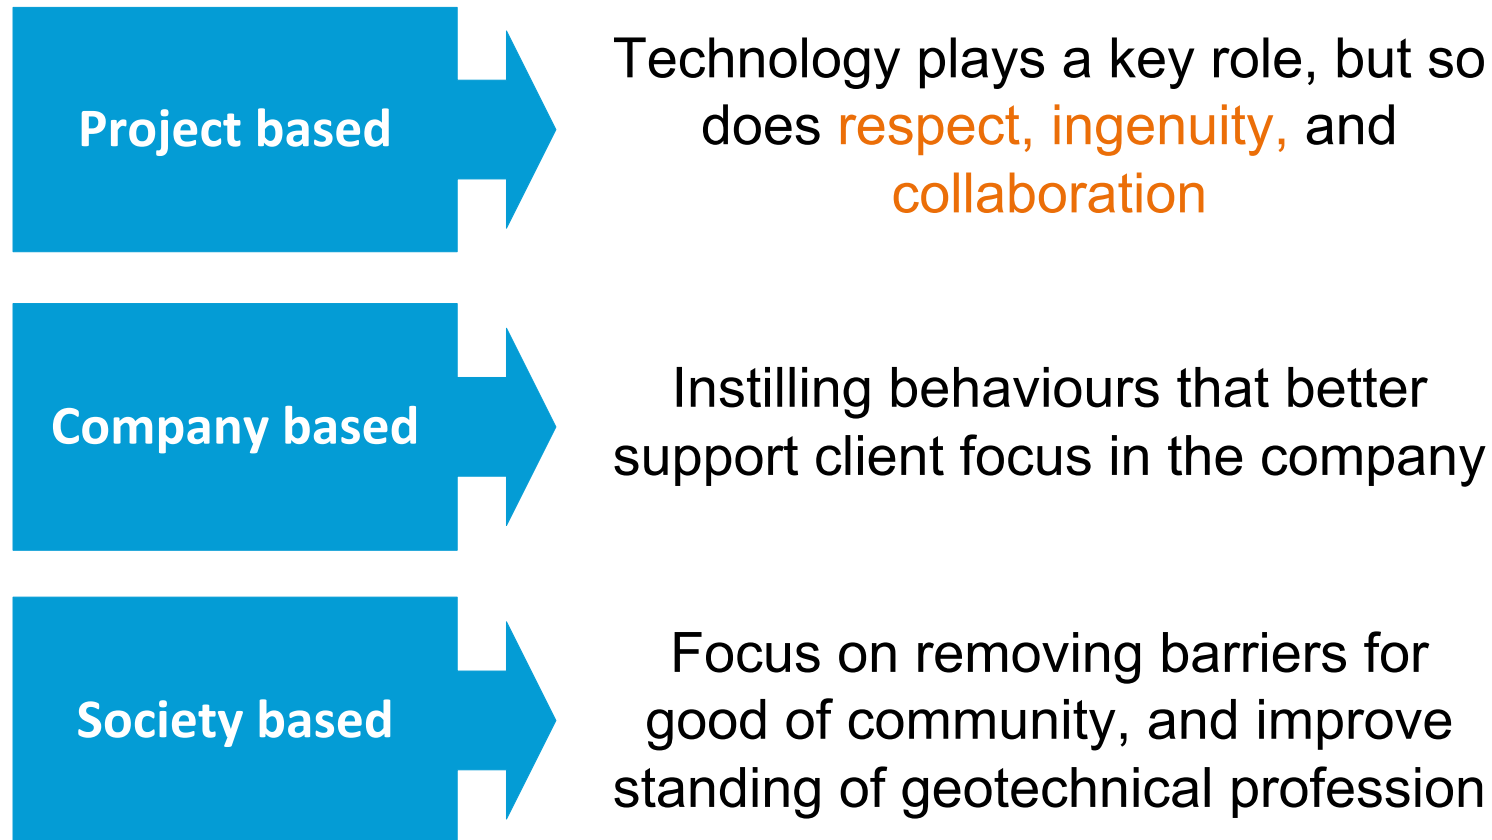 Project based
Technology plays a key role, but so
does respect, ingenuity, and
collaboration
Company based
Instilling behaviours that better
support client focus in the company
Society based
Focus on removing barriers for
good of community, and improve
standing of geotechnical profession